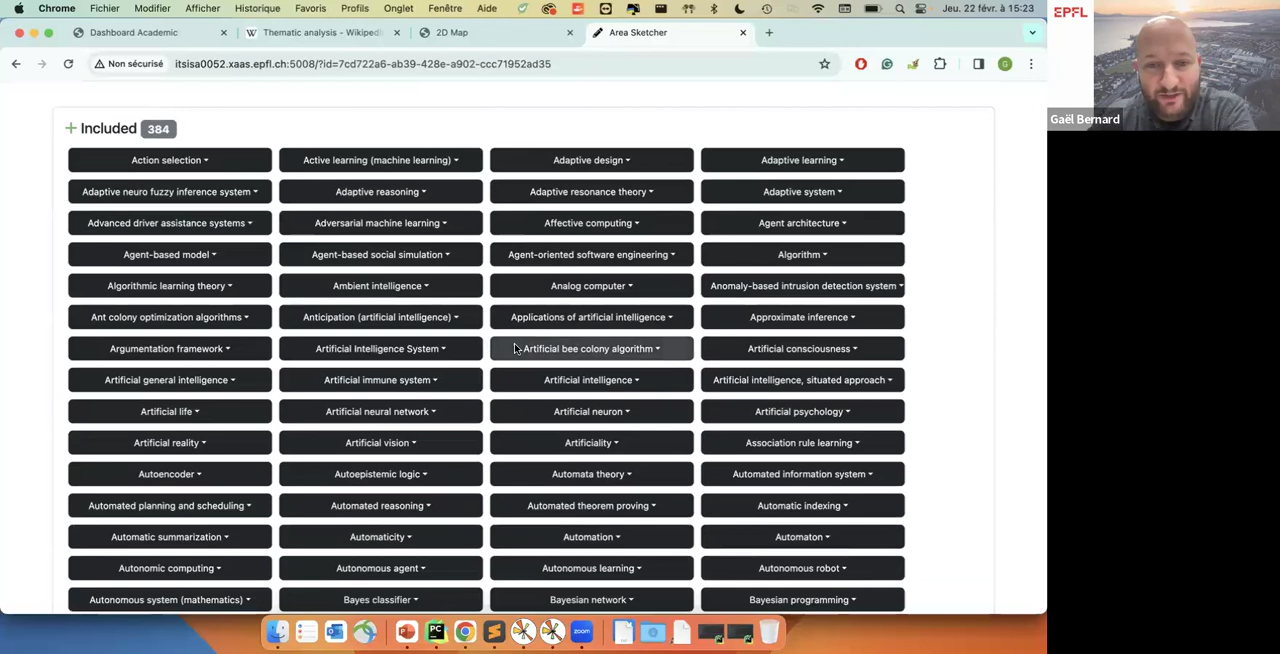 Chrome Fichier Modifier Afficher Historique Favoris Profils Onglet Fenêtre Aide Jeu. 22 févr à 15:23
Dashboard Academic Thematic analysis - Wikiped 2D Map Area Sketcher
Non sécurisé itsisa0052.xaas.epfl.ch:5008/?id=7cd722a6-ab39-428e-a902-ccc71952ad35
EPFL
Gaël Bernard
Included 384
Action selection Active learning (machine learning) Adaptive design Adaptive learning
Adaptive neuro fuzzy inference system Adaptive reasoning Adaptive resonance theory Adaptive system
Advanced driver assistance systems Adversarial machine learning Affective computing Agent architecture
Agent-based model Agent-based social simulation Agent-oriented software engineering Algorithm
Algorithmic learning theory Ambient intelligence Analog computer Anomaly-based intrusion detection system
Ant colony optimization algorithms Anticipation (artificial intelligence) Applications of artificial intelligence Approximate inference
Argumentation framework Artificial Intelligence System Artificial bee colony algorithm Artificial consciousness
Artificial general intelligence Artificial immune system Artificial intelligence Artificial intelligence, situated approach
Artificial life Artificial neural network Artificial neuron Artificial psychology
Artificial reality Artificial vision Artificiality Association rule learning
Autoencoder Autoepistemic logic Automata theory Automated information system
Automated planning and scheduling Automated reasoning Automated theorem proving Automatic indexing
Automatic summarization Automaticity Automation Automaton
Autonomic computing Autonomous agent Autonomous learning Autonomous robot
Autonomous system (mathematics) Bayes classifier Bayesian network Bayesian programming
PC
zoom